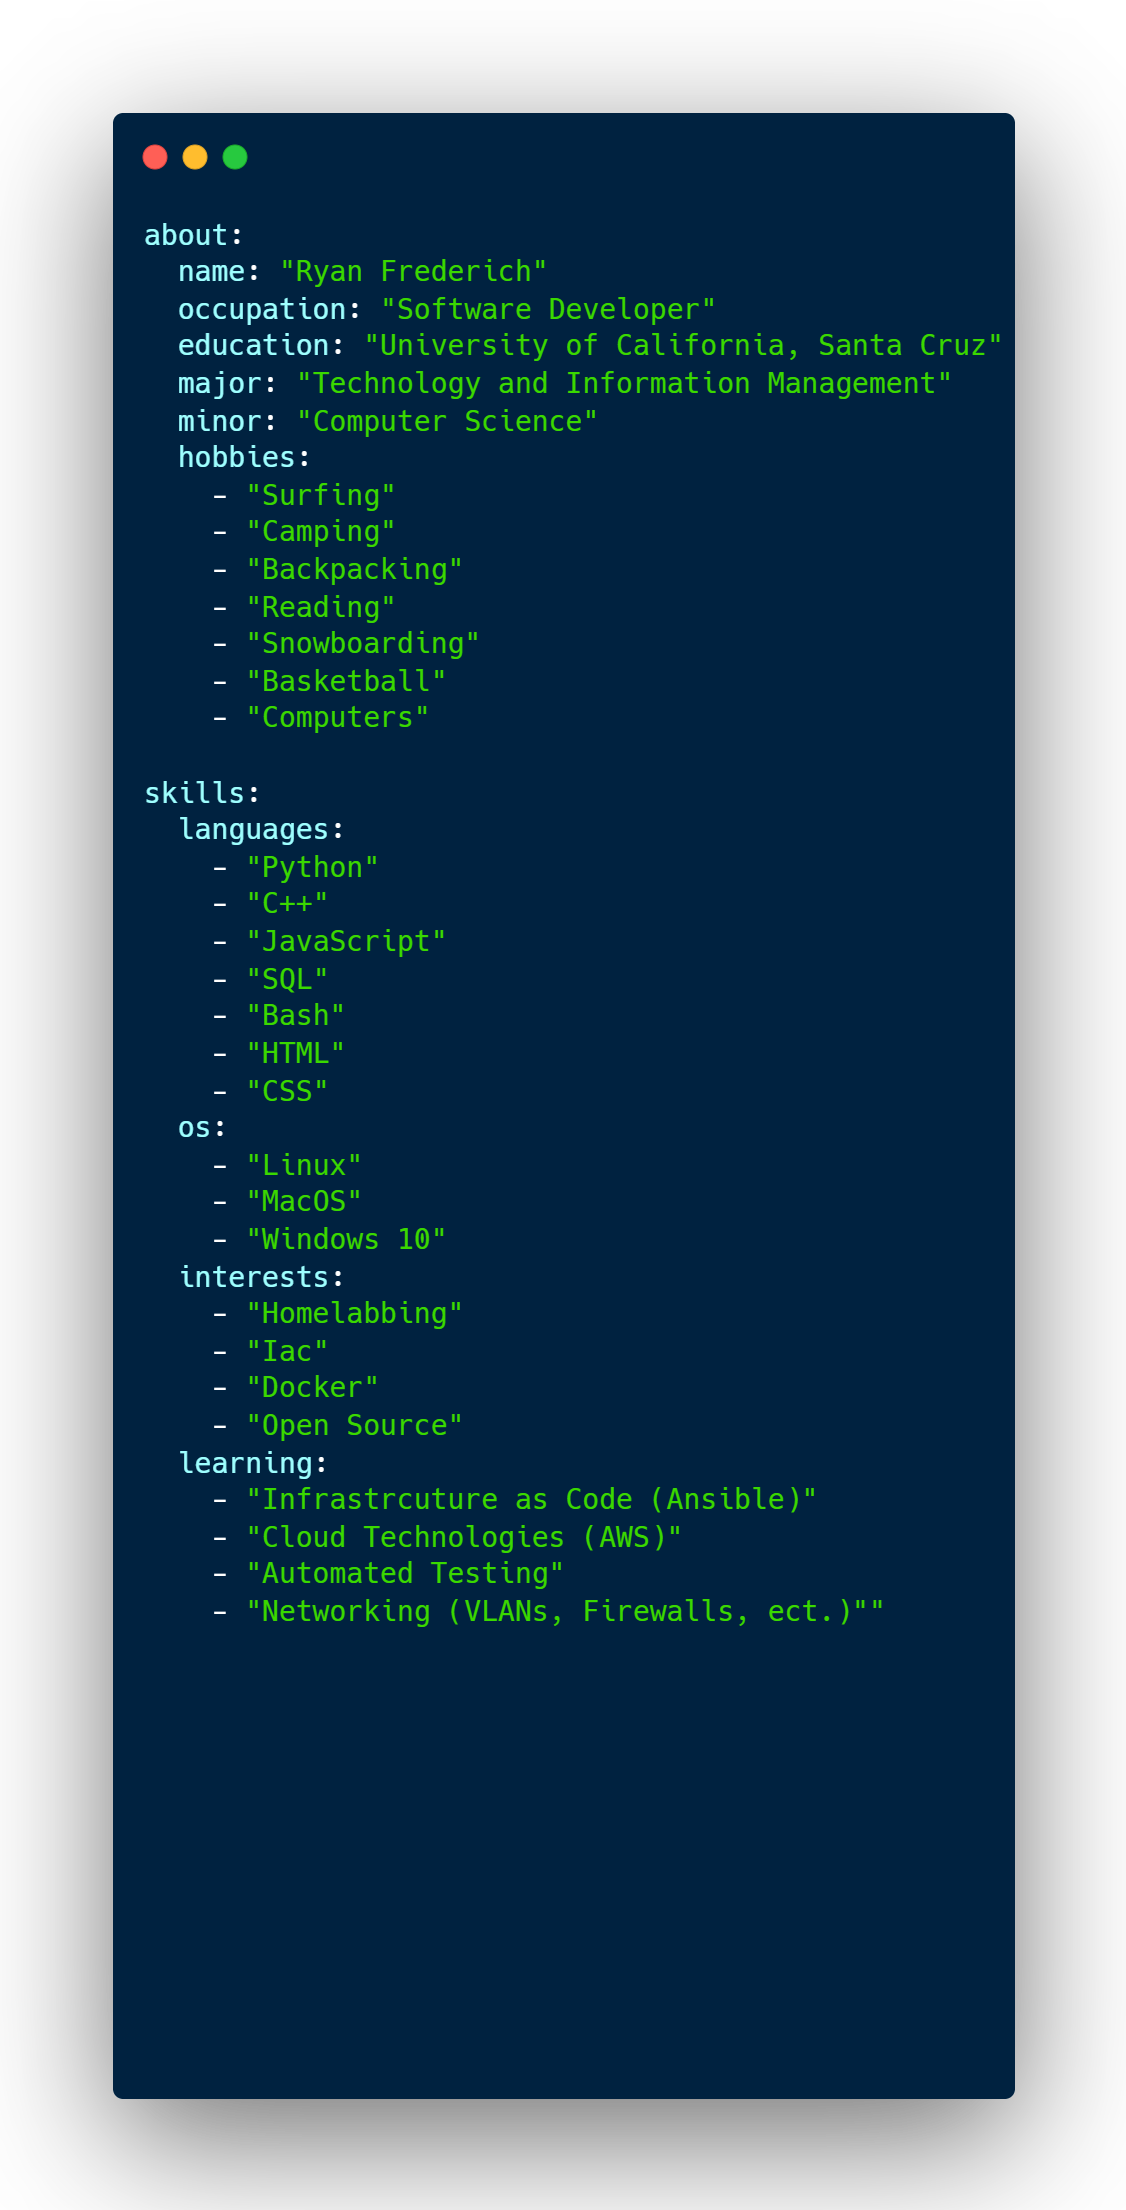 about:
  name: "Ryan Frederich"
  occupation: "Software Developer"
  education: "University of California, Santa Cruz"
  major: "Technology and Information Management"
  minor: "Computer Science"
  hobbies:
    - "Surfing"
    - "Camping"
    - "Backpacking"
    - "Reading"
    - "Snowboarding"
    - "Basketball"
    - "Computers"

skills:
  languages:
    - "Python"
    - "C++"
    - "JavaScript"
    - "SQL"
    - "Bash"
    - "HTML"
    - "CSS"
  os:
    - "Linux"
    - "MacOS"
    - "Windows 10"
  interests:
    - "Homelabbing"
    - "Iac"
    - "Docker"
    - "Open Source"
  learning:
    - "Infrastrcuture as Code (Ansible)"
    - "Cloud Technologies (AWS)"
    - "Automated Testing"
    - "Networking (VLANs, Firewalls, ect.)""